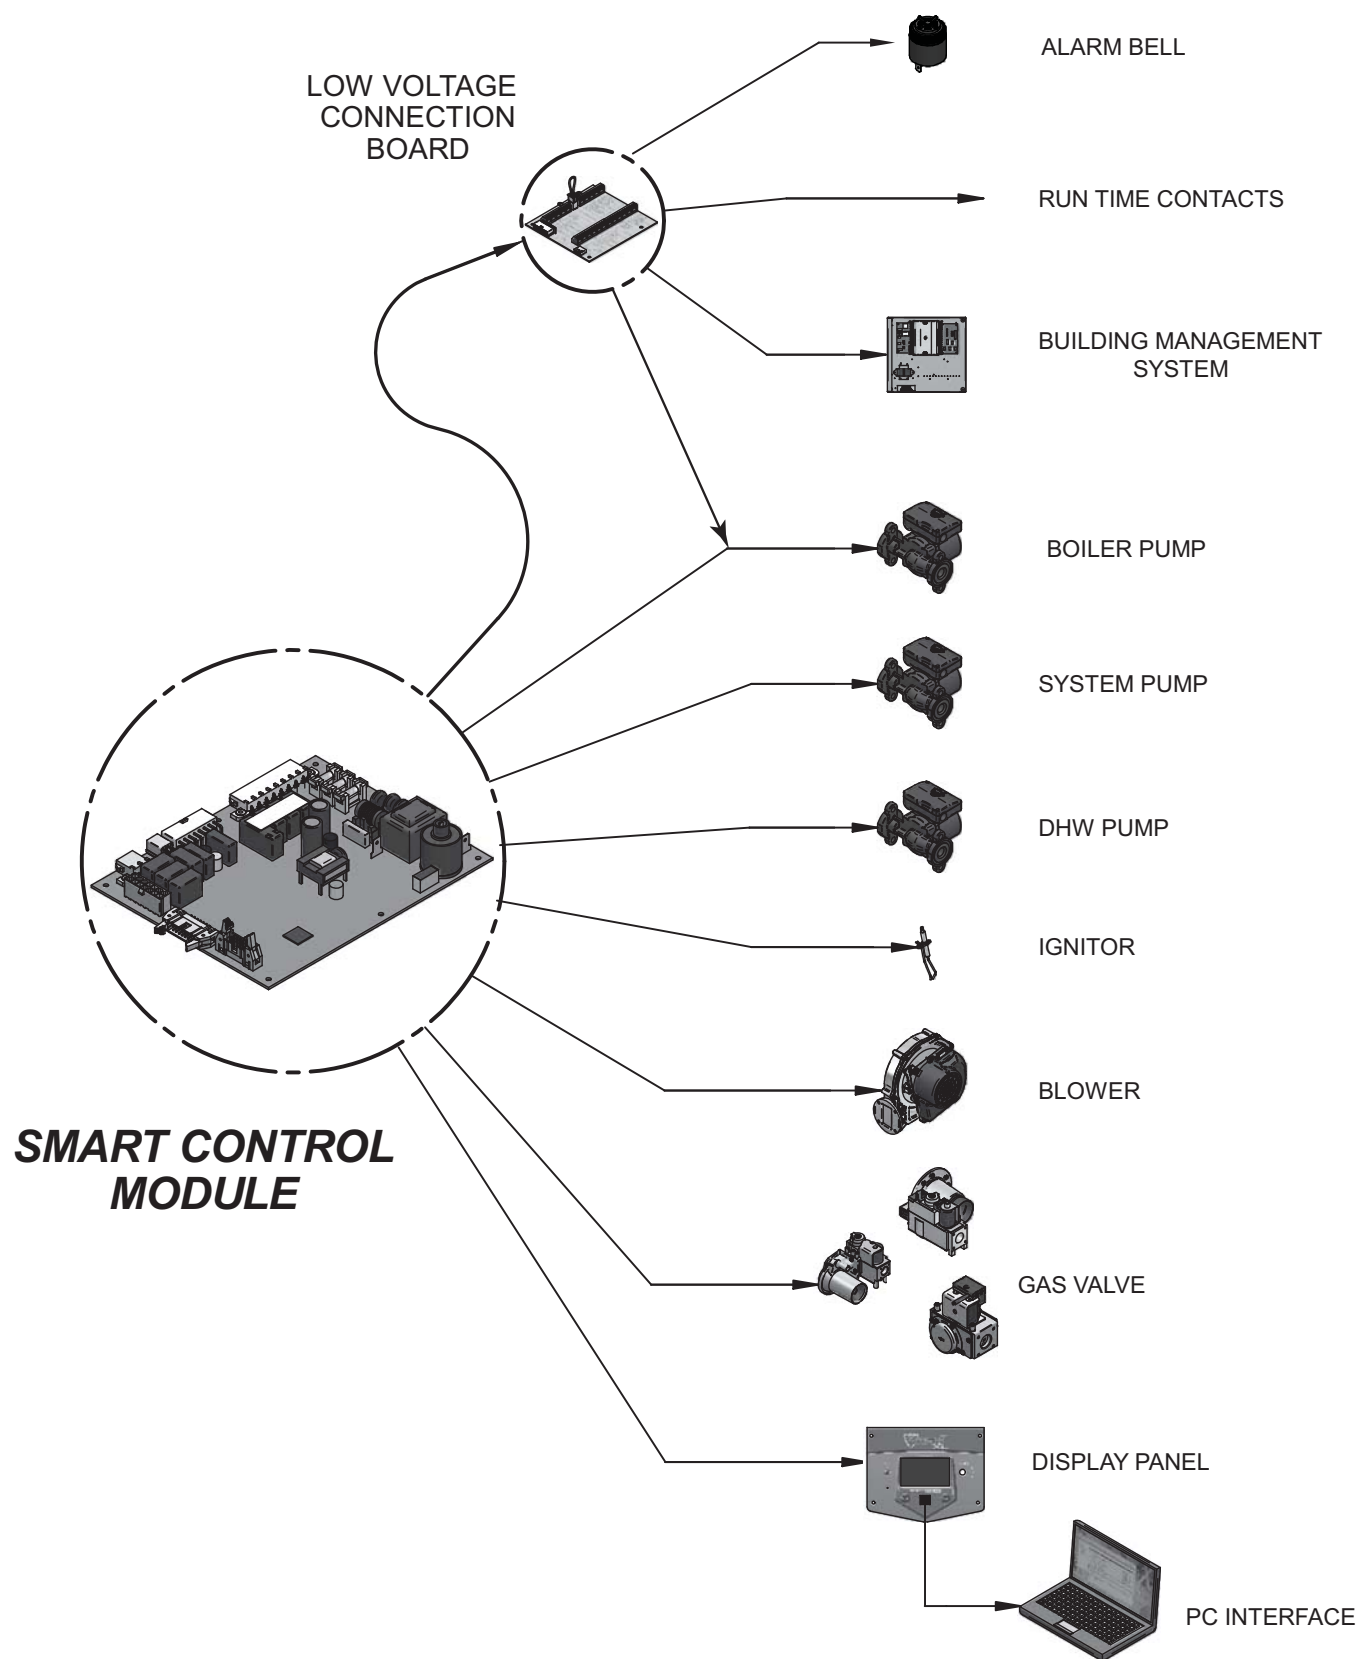 ALARM BELL
LOW VOLTAGE
CONNECTION
BOARD
RUN TIME CONTACTS
BUILDING MANAGEMENT
SYSTEM
BOILER PUMP
SYSTEM PUMP
DHW PUMP
IGNITOR
BLOWER
SMART CONTROL
MODULE
GAS VALVE
DISPLAY PANEL
PC INTERFACE